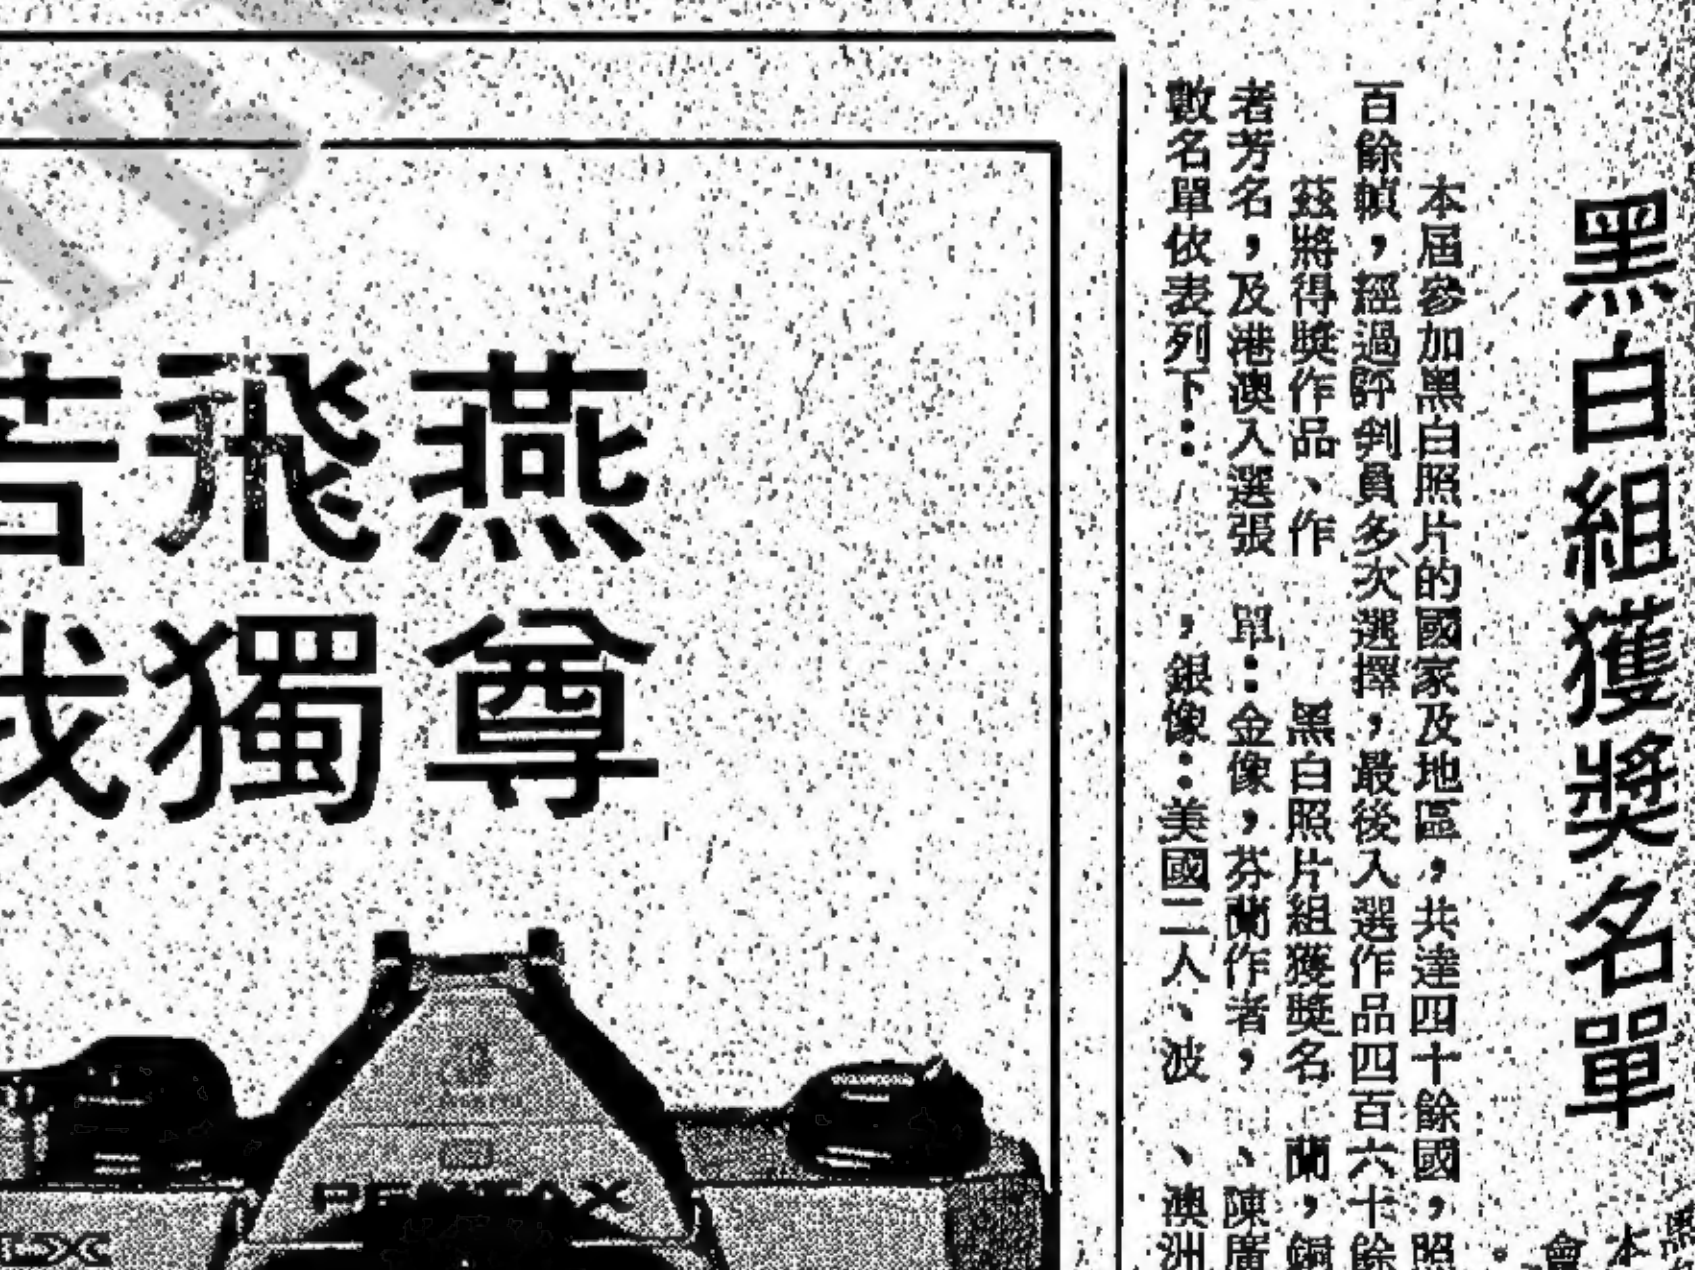 黑白組獲獎名單
本屆參加黑白照片的國家及地區，共達四十餘國，照
百餘幀，經過評判員多次選擇，最後入選作品四百六十餘
茲將得獎作品、作
者芳名，及港澳入選張
數名單依表列下：
黑白照片組獲獎名
單：金像，芬蘭作者，
，銀像：美國二人、波
蘭，銅
、陳廣
、澳洲
燕飛若
尊獨我
PENTAX
LX